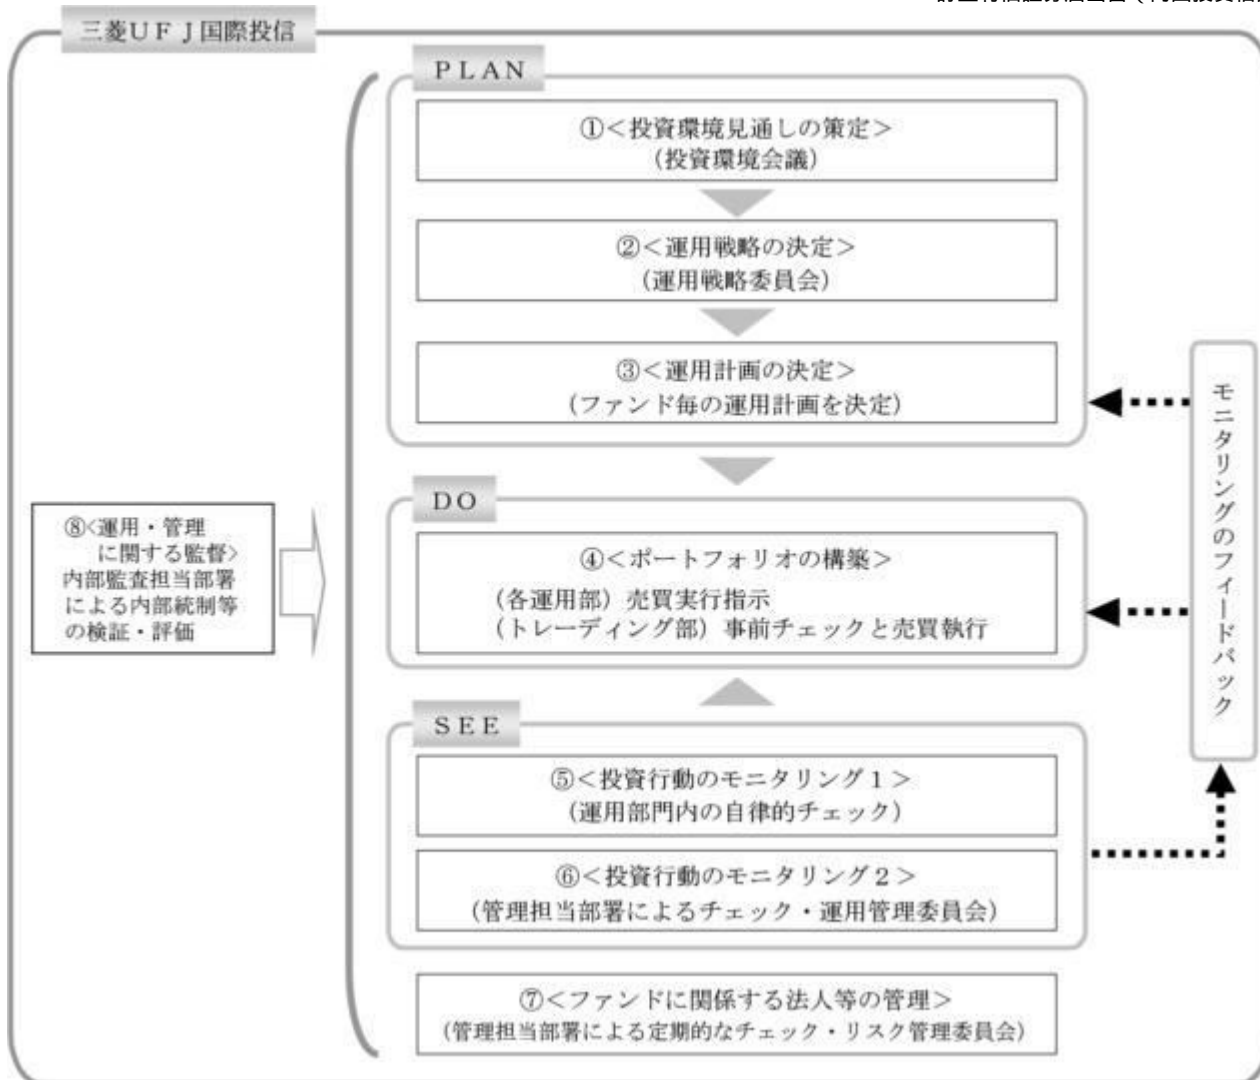 三菱UFJ国際投信
PLAN
①<投資環境見通しの策定>
(投資環境会議)
②<運用戦略の決定>
(運用戦略委員会)
③<運用計画の決定>
(ファンド毎の運用計画を決定)
DO
④<ポートフォリオの構築>
(各運用部)売買実行指示
(トレーディング部)事前チェックと売買執行
SEE
⑤<投資行動のモニタリング1>
(運用部門内の自律的チェック)
⑥<投資行動のモニタリング2>
(管理担当部署によるチェック・運用管理委員会)
⑦<ファンドに関係する法人等の管理>
(管理担当部署による定期的なチェック・リスク管理委員会)
⑧<運用・管理
に関する監督>
内部監査担当部署
による内部統制等
の検証・評価
モニタリングのフィードバック